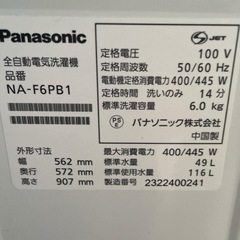 Panasonic
全自動電気洗濯機
品番
NA-F6PB1
外形寸法
幅 562 mm
奥行 572 mm
高さ 907 mm
JET
定格電圧 100 V
定格周波数 50/60 Hz
電動機定格消費電力 400/445 W
定格時間 洗いのみ 14 分
標準洗濯容量 6.0 kg
PS E
パナソニック株式会社
中国製
最大消費電力 400/445 W
標準水量 49 L
標準使用水量 116 L
製造番号 2322400241